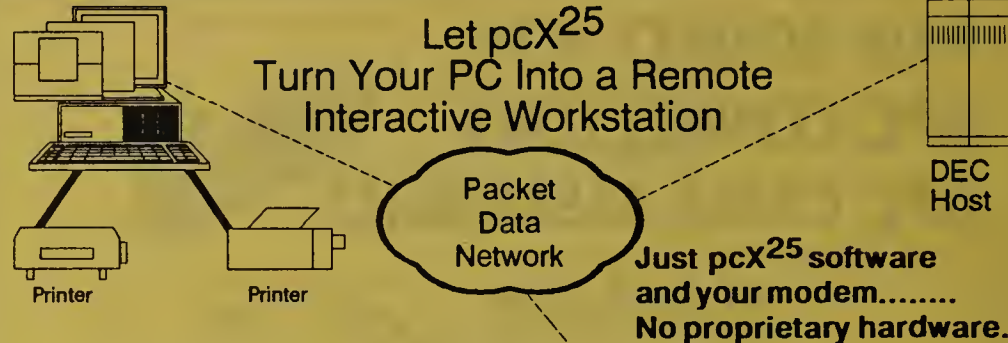 Let pcX25
Turn Your PC Into a Remote
Interactive Workstation
Packet
Data
Network
DEC
Host
Printer
Printer
Just pcX25 software
and your modem........
No proprietary hardware.